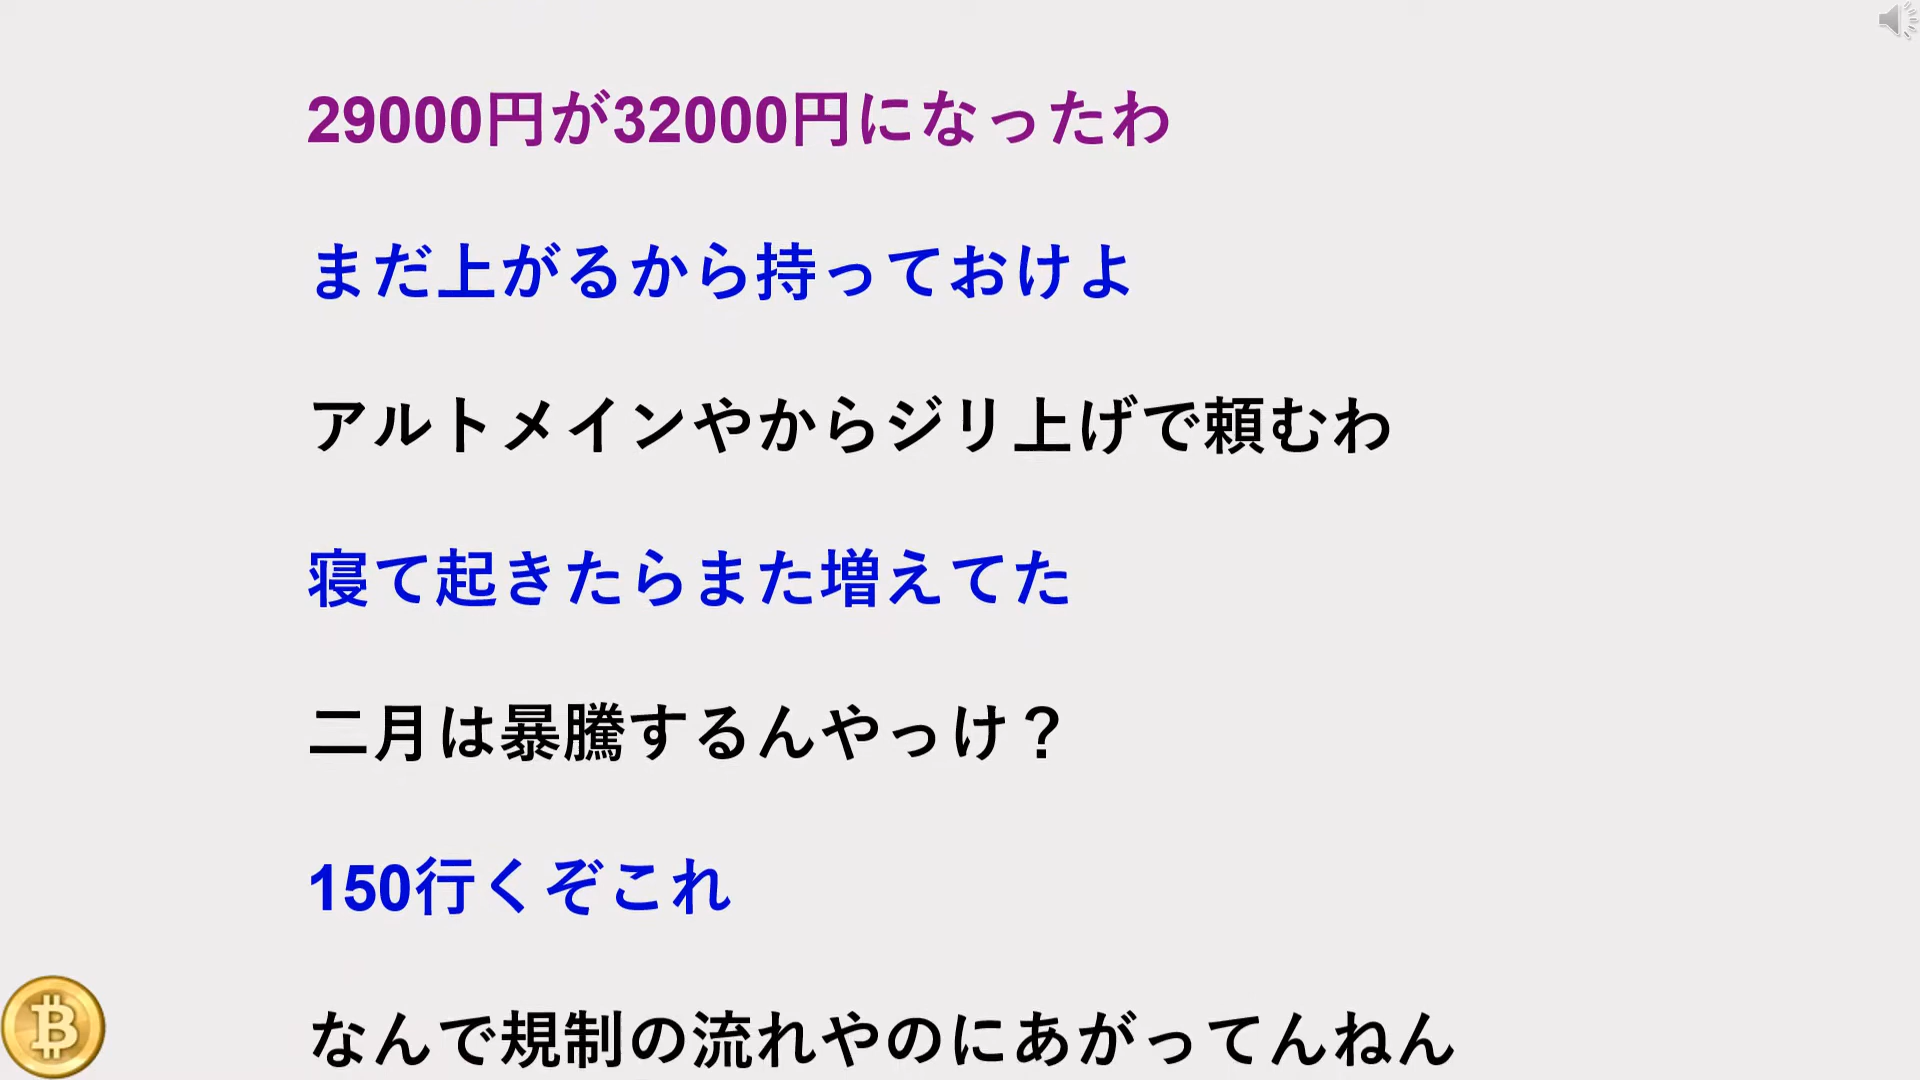 29000円が32000円になったわ
まだ上がるから持っておけよ
アルトメインやからジリ上げで頼むわ
寝て起きたらまた増えてた
二月は暴騰するんやっけ？
150行くぞこれ
なんで規制の流れやのにあがってんねん